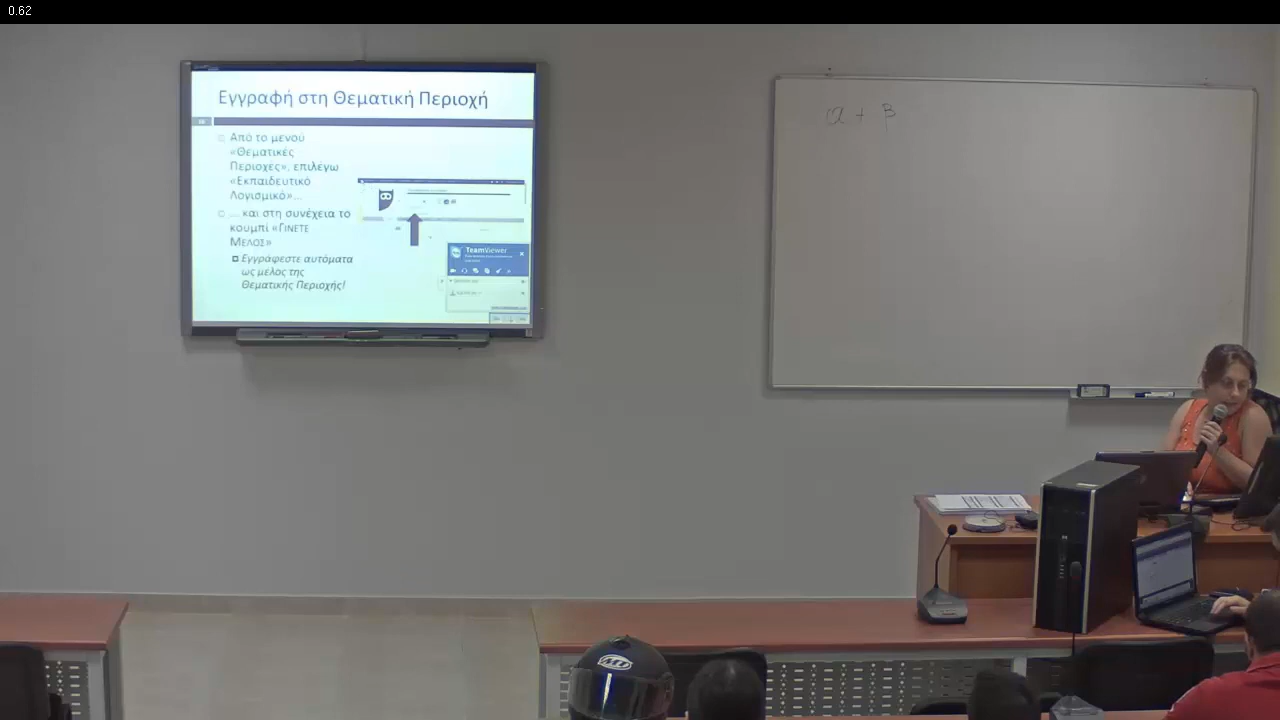 0.62
Εγγραφή στη Θεματική Περιοχή
Από το μενού
«Θεματικές
Περιοχές», επιλέγω
«Εκπαιδευτικό
Λογισμικό»...
... και στη συνέχεια το
κουμπί «ΓΙΝΕΤΕ
ΜΕΛΟΣ»
Εγγράφεστε αυτόματα
ως μέλος της
Θεματικής Περιοχής!
TeamViewer
α + β